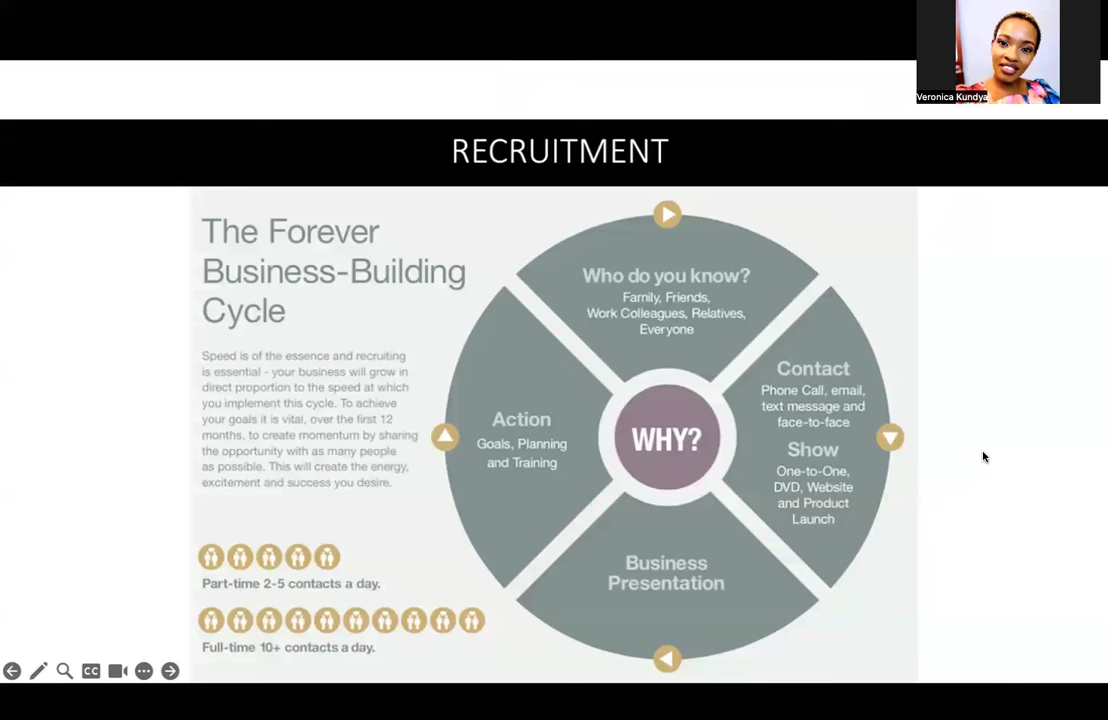 Veronica Kundya
RECRUITMENT
The Forever
Business-Building
Cycle
Speed is of the essence and recruiting
is essential - your business will grow in
direct proportion to the speed at which
you implement this cycle. To achieve
your goals it is vital, over the first 12
months, to create momentum by sharing
the opportunity with as many people
as possible. This will create the energy,
excitement and success you desire.
Part-time 2-5 contacts a day.
Full-time 10+ contacts a day.
Who do you know?
Family, Friends,
Work Colleagues, Relatives,
Everyone
Contact
Phone Call, email,
text message and
face-to-face
Show
One-to-One,
DVD, Website
and Product
Launch
Business
Presentation
Action
Goals, Planning
and Training
WHY?
CC